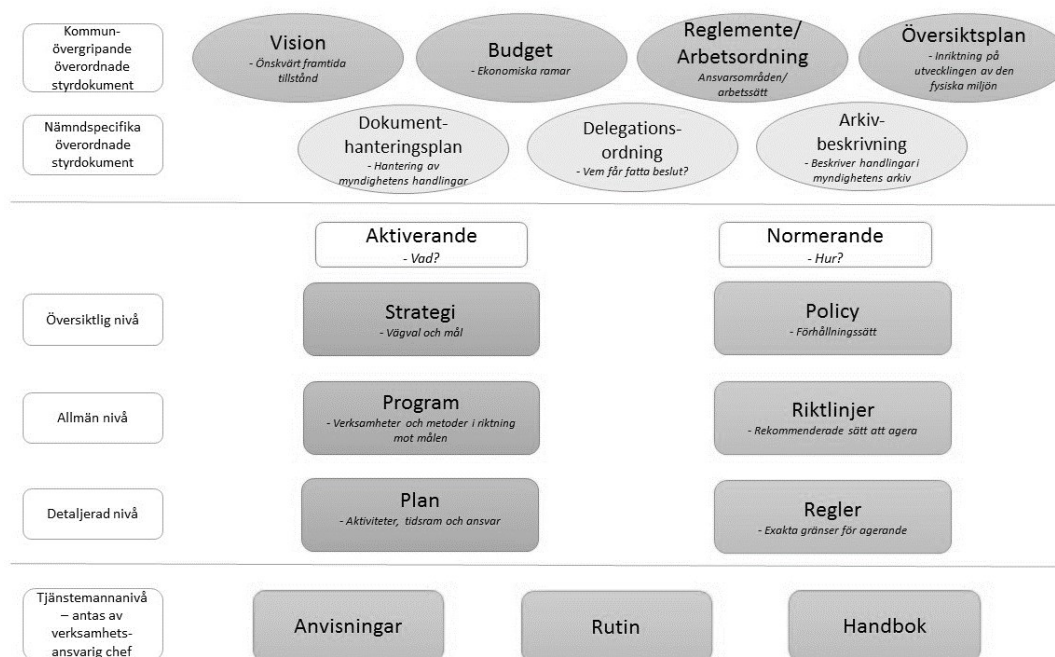 Kommun-
övergripande
överordnade
styrdokument
Vision
- Önskvärt framtida
tillstånd
Budget
- Ekonomiska ramar
Reglemente/
Arbetsordning
Ansvarsområden/
arbetssätt
Översiktsplan
- Inriktning på
utvecklingen av den
fysiska miljön
Nämndspecifika
överordnade
styrdokument
Dokument-
hanteringsplan
- Hantering av
myndighetens handlingar
Delegations-
ordning
- Vem får fatta beslut?
Arkiv-
beskrivning
- Beskriver handlingar i
myndighetens arkiv
Aktiverande
- Vad?
Normerande
- Hur?
Översiktlig nivå
Strategi
- Vägval och mål
Policy
- Förhållningssätt
Allmän nivå
Program
- Verksamheter och metoder i riktning
mot målen
Riktlinjer
- Rekommenderade sätt att agera
Detaljerad nivå
Plan
- Aktiviteter, tidsram och ansvar
Regler
- Exakta gränser för agerande
Tjänstemannanivå
– antas av
verksamhets-
ansvarig chef
Anvisningar
Rutin
Handbok